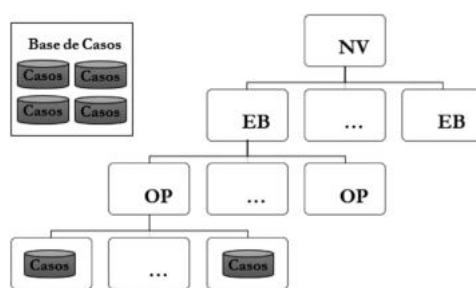 Base de Casos
Casos Casos
Casos Casos
NV
EB ... EB
OP ... OP
Casos ... Casos